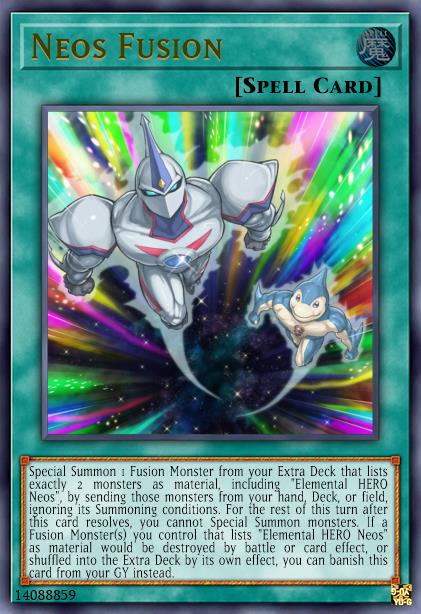 Neos Fusion
SPELL
魔
[Spell Card]
Special Summon 1 Fusion Monster from your Extra Deck that lists
exactly 2 monsters as material, including "Elemental HERO
Neos", by sending those monsters from your hand, Deck, or field,
ignoring its Summoning conditions. For the rest of this turn after
this card resolves, you cannot Special Summon monsters. If a
Fusion Monster(s) you control that lists "Elemental HERO Neos"
as material would be destroyed by battle or card effect, or
shuffled into the Extra Deck by its own effect, you can banish this
card from your GY instead.
14088859